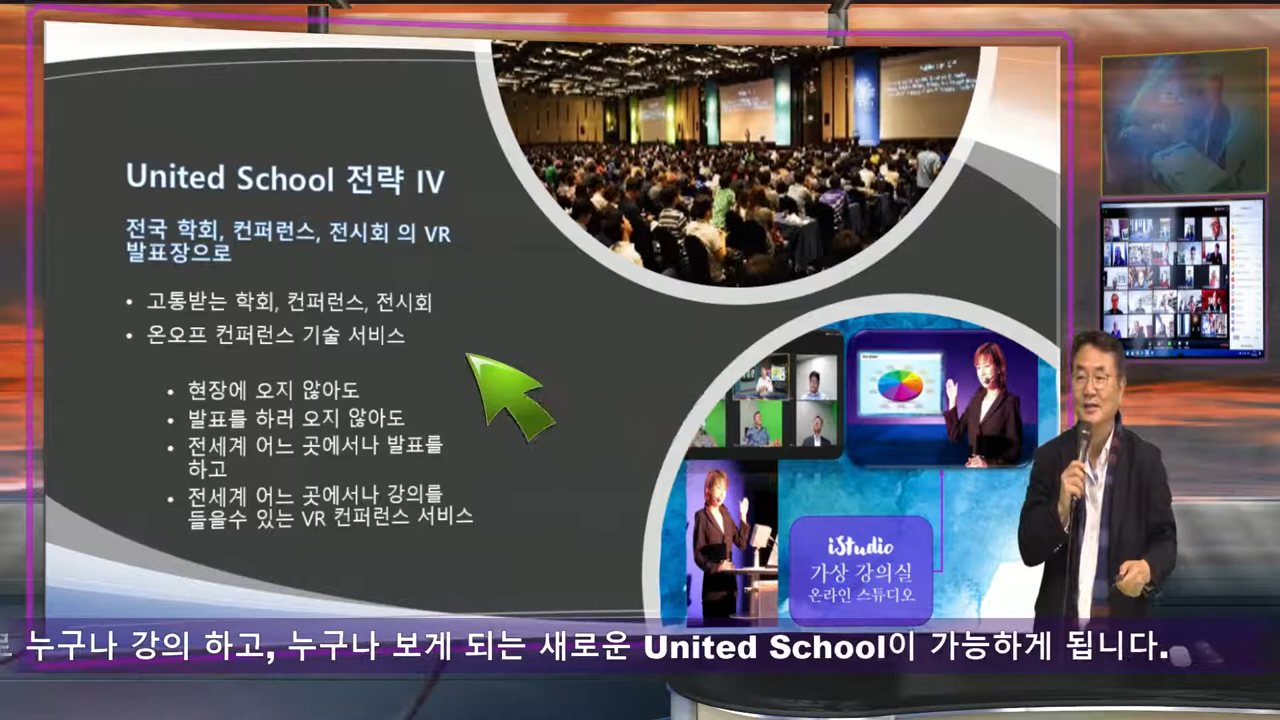 United School 전략 IV
전국 학회, 컨퍼런스, 전시회 의 VR
발표장으로
• 고통받는 학회, 컨퍼런스, 전시회
• 온오프 컨퍼런스 기술 서비스
• 현장에 오지 않아도
• 발표를 하러 오지 않아도
• 전세계 어느 곳에서나 발표를
하고
• 전세계 어느 곳에서나 강의를
들을수 있는 VR 컨퍼런스 서비스
iStudio
가상 강의실
온라인 스튜디오
누구나 강의 하고, 누구나 보게 되는 새로운 United School이 가능하게 됩니다.